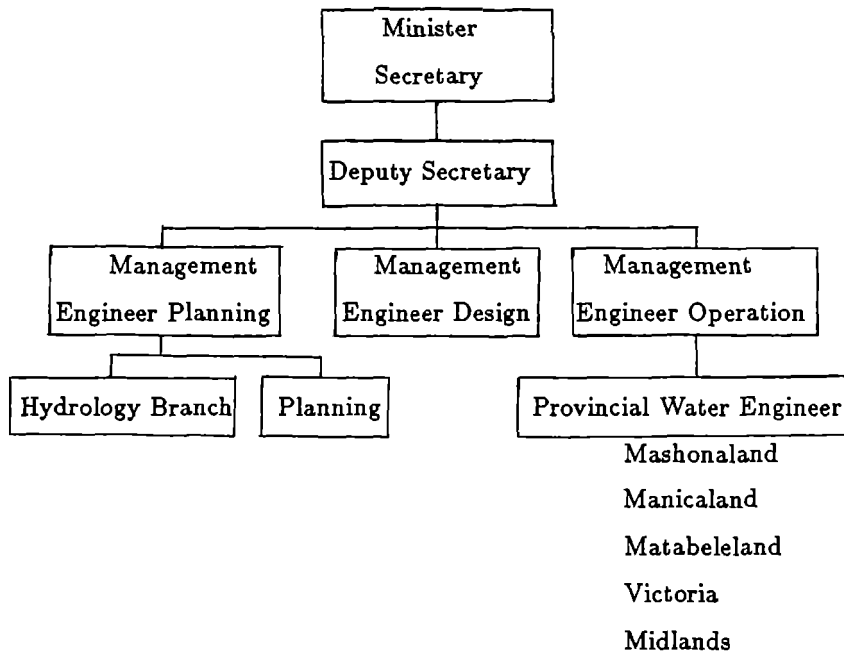 Minister
Secretary
Deputy Secretary
Management
Engineer Planning
Management
Engineer Design
Management
Engineer Operation
Hydrology Branch
Planning
Provincial Water Engineer
Mashonaland
Manicaland
Matabeleland
Victoria
Midlands